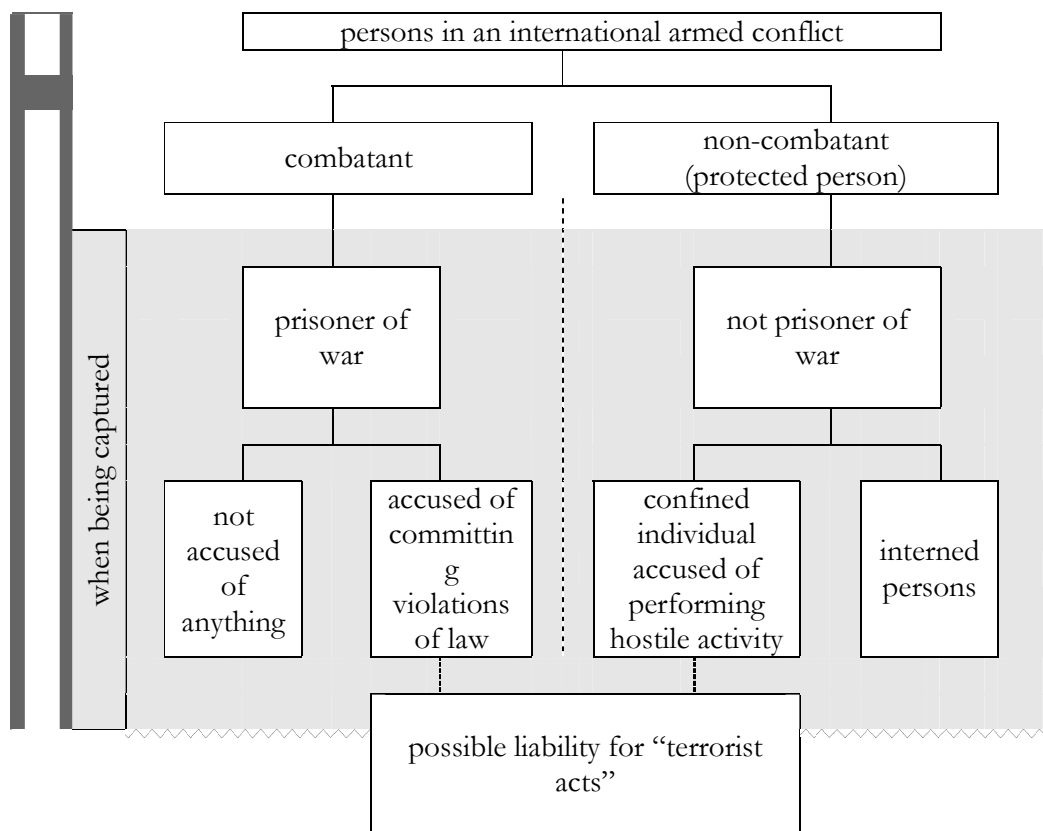 persons in an international armed conflict
combatant
non-combatant
(protected person)
when being captured
prisoner of
war
not prisoner of
war
not
accused
of
anything
accused of
committin
g
violations
of law
confined
individual
accused of
performing
hostile activity
interned
persons
possible liability for “terrorist
acts”